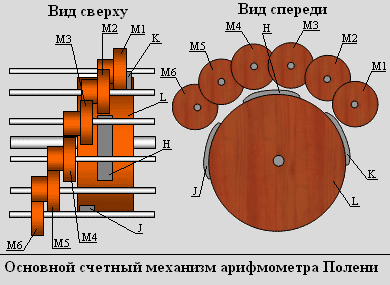 Вид сверху
Вид спереди
M1
M2
M3
K
L
H
J
M4
M5
M6
M6
M5
M4
H
M3
M2
M1
K
L
J
Основной счетный механизм арифмометра Полени